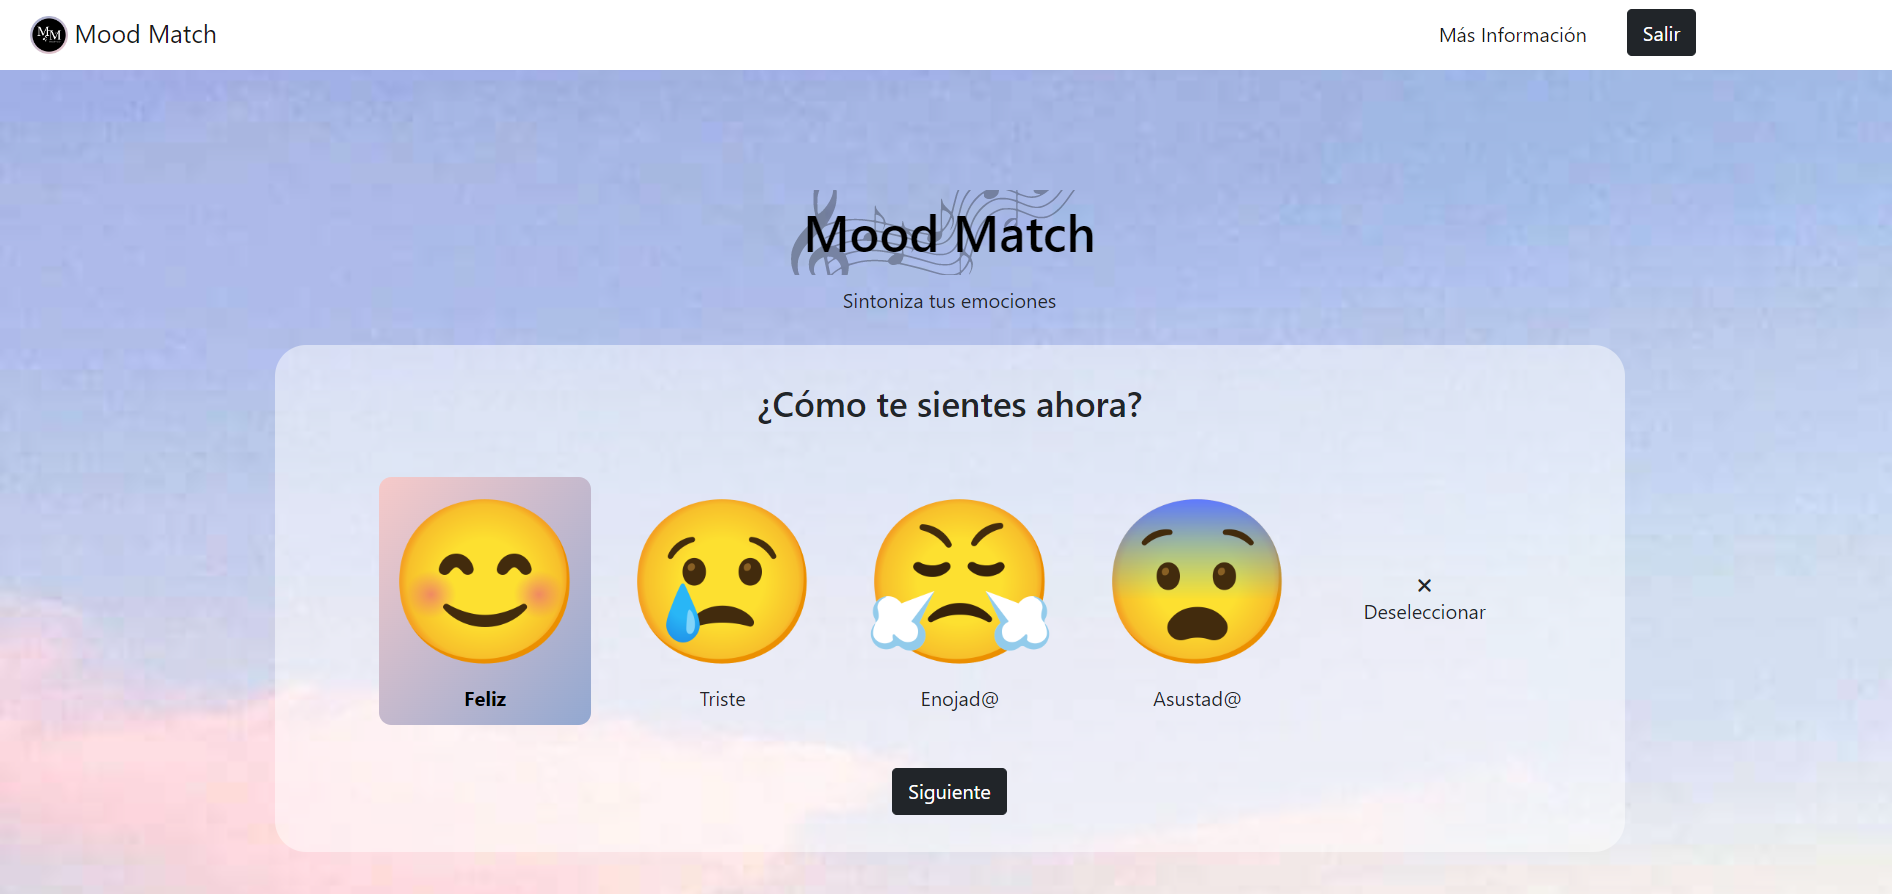 MM Mood Match
Más Información
Salir
Mood Match
Sintoniza tus emociones
¿Cómo te sientes ahora?
Feliz
Triste
Enojad@
Asustad@
×
Deseleccionar
Siguiente